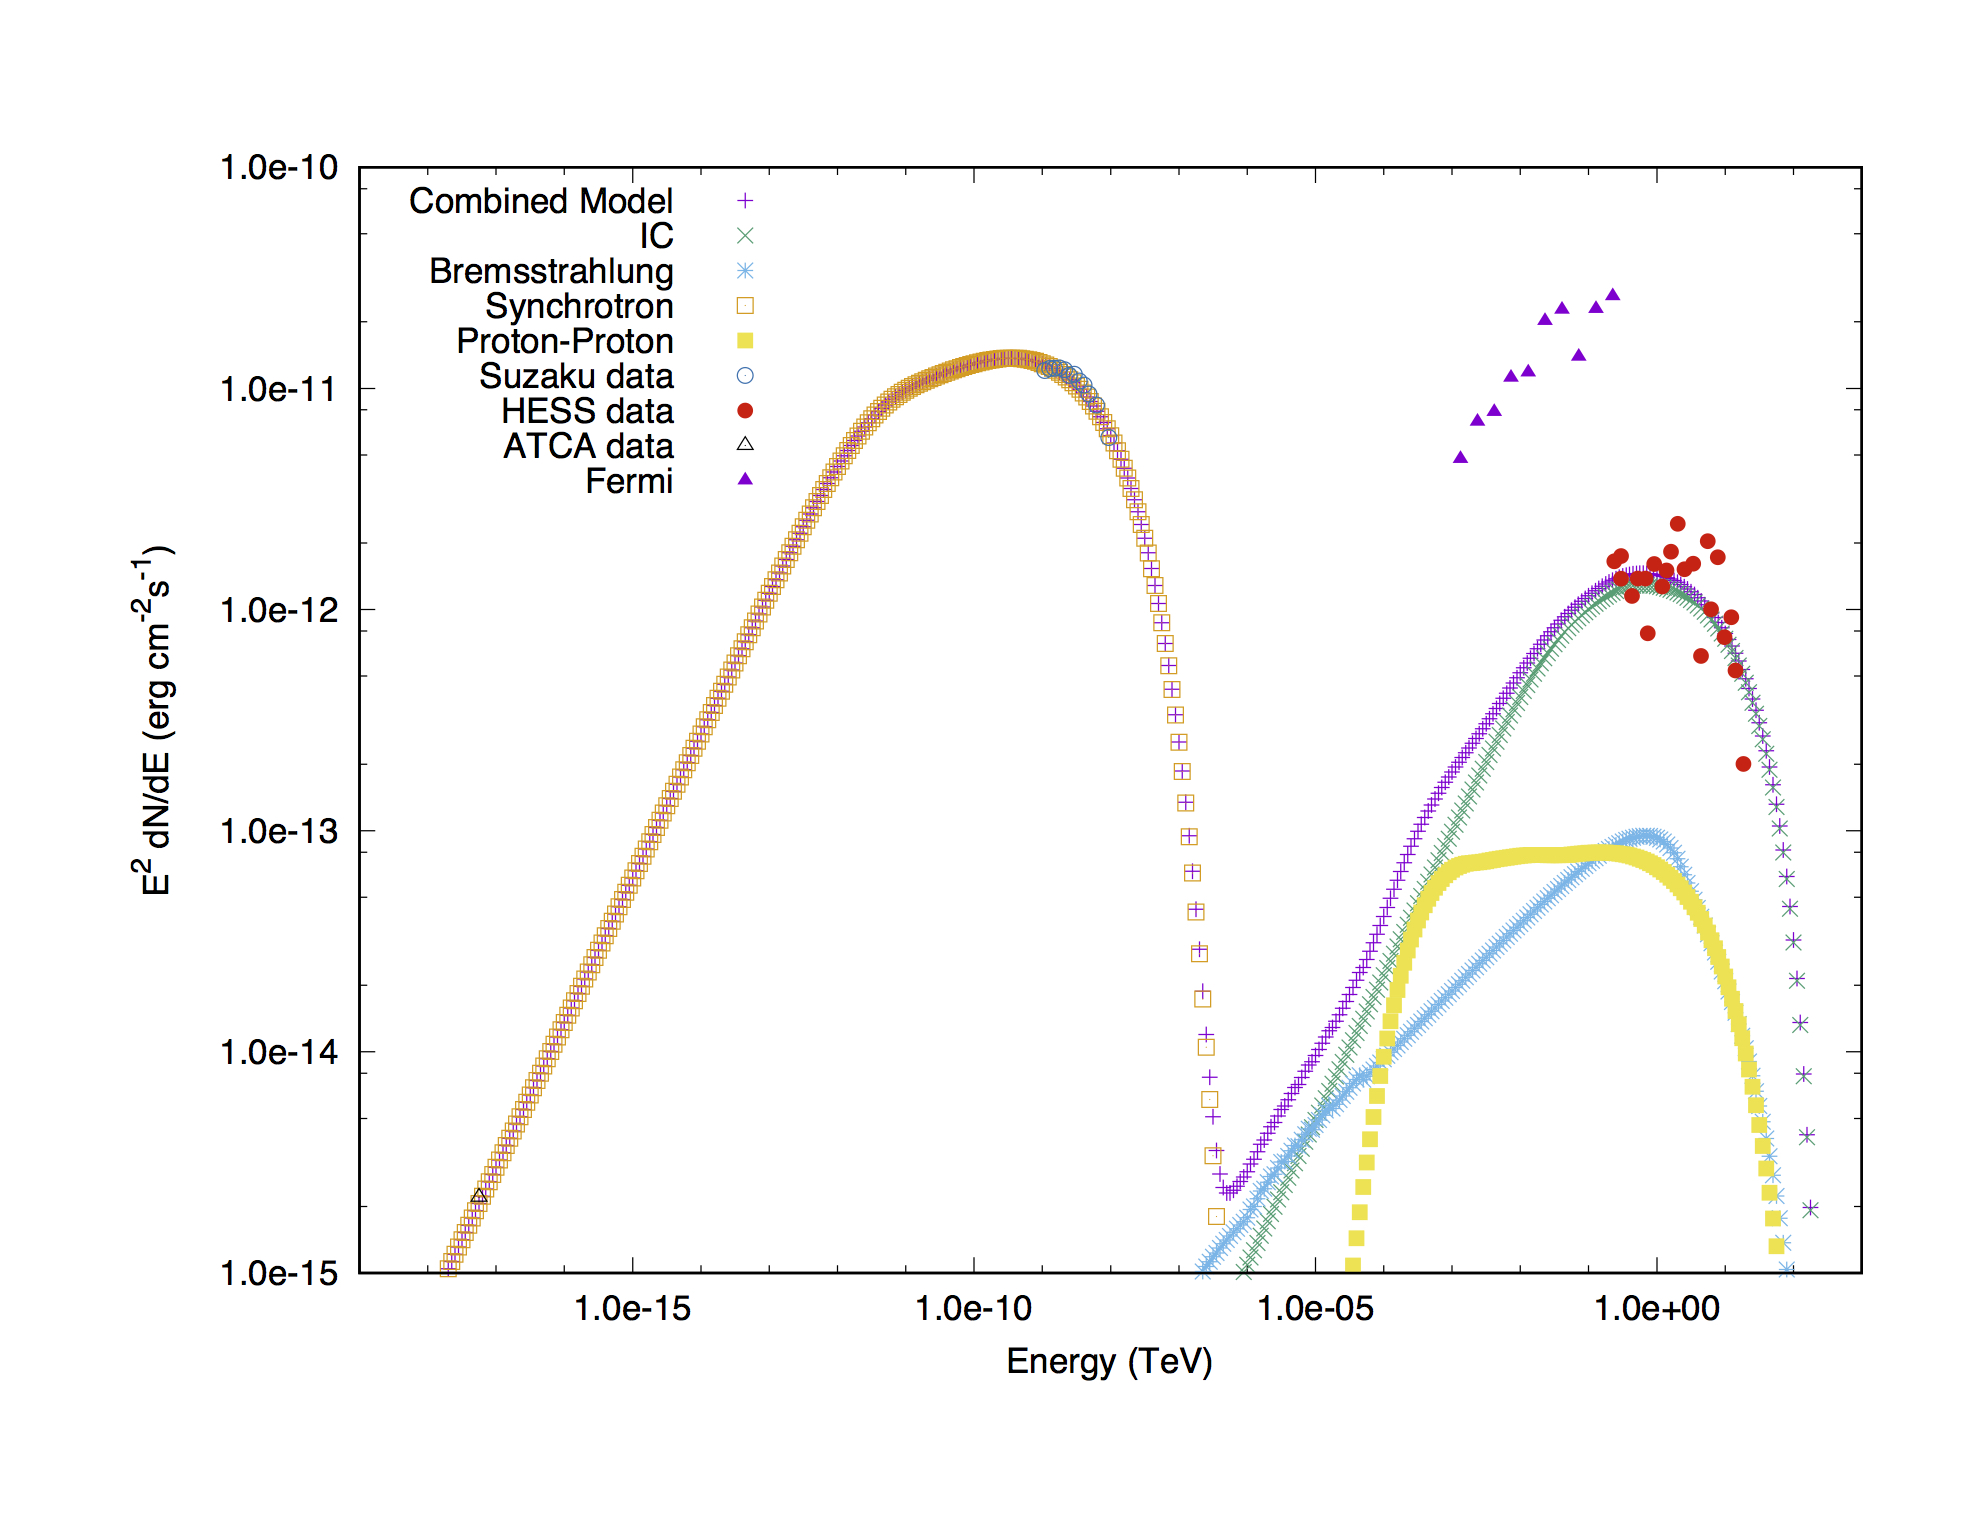 1.0e-10
1.0e-11
1.0e-12
1.0e-13
1.0e-14
1.0e-15
E² dN/dE (erg cm⁻²s⁻¹)
Combined Model
IC
Bremsstrahlung
Synchrotron
Proton-Proton
Suzaku data
HESS data
ATCA data
Fermi
1.0e-15 1.0e-10 1.0e-05 1.0e+00
Energy (TeV)